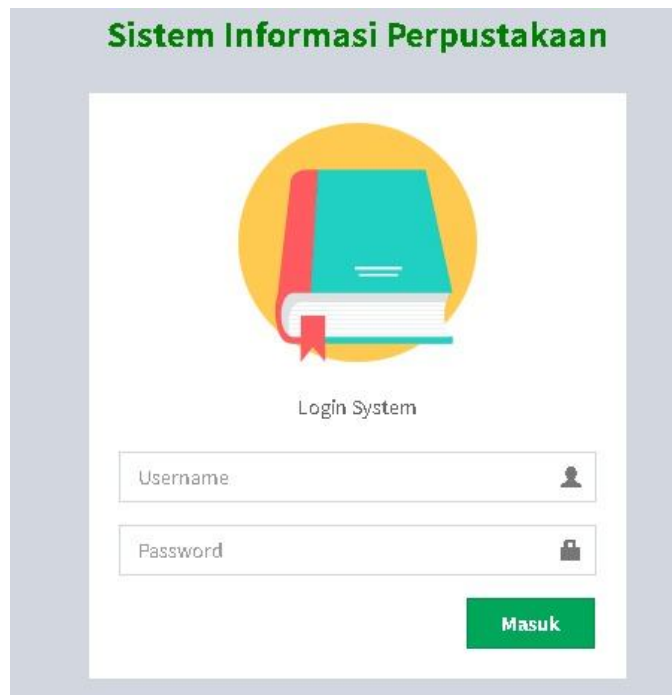 Sistem Informasi Perpustakaan
Login System
Username
Password
Masuk